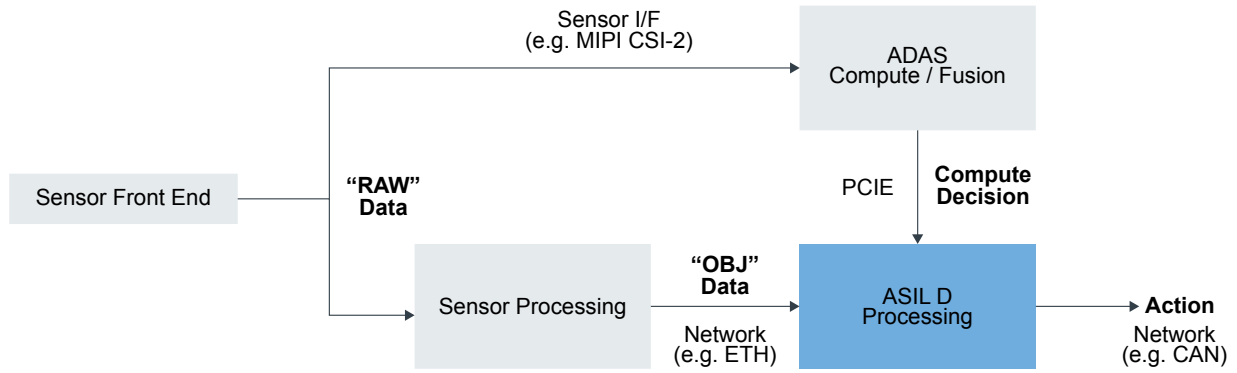 Sensor I/F
(e.g. MIPI CSI-2)
ADAS
Compute / Fusion
Sensor Front End
“RAW”
Data
PCIE
Compute
Decision
Sensor Processing
“OBJ”
Data
Network
(e.g. ETH)
ASIL D
Processing
Action
Network
(e.g. CAN)